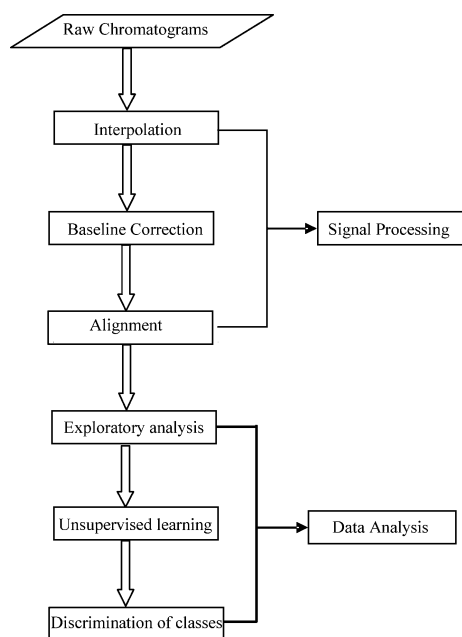 Raw Chromatograms
Interpolation
Baseline Correction
Signal Processing
Alignment
Exploratory analysis
Unsupervised learning
Data Analysis
Discrimination of classes